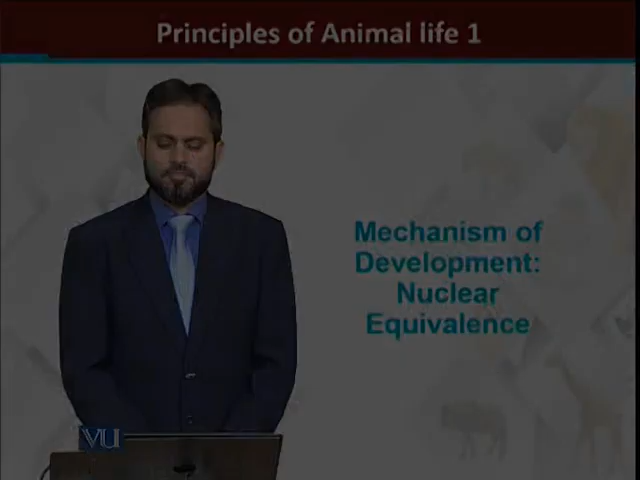 Principles of Animal life 1
Mechanism of
Development:
Nuclear
Equivalence
VU